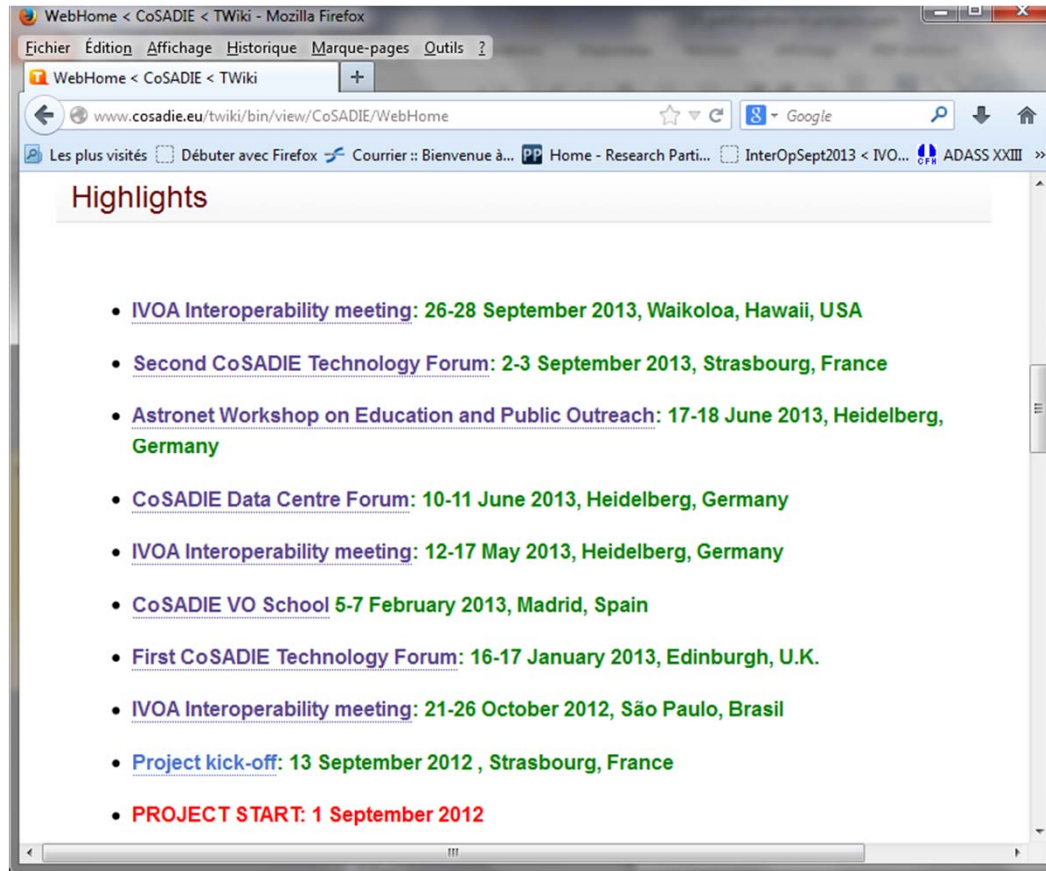 WebHome < CoSADIE < TWiki - Mozilla Firefox
Fichier Édition Affichage Historique Marque-pages Outils ?
WebHome < CoSADIE < TWiki
www.cosadie.eu/twiki/bin/view/CoSADIE/WebHome
Google
Les plus visités Débuter avec Firefox Courrier :: Bienvenue à... PP Home - Research Parti... InterOpSept2013 < IVO... CFH ADASS XXIII »
Highlights
• IVOA Interoperability meeting: 26-28 September 2013, Waikoloa, Hawaii, USA
• Second CoSADIE Technology Forum: 2-3 September 2013, Strasbourg, France
• Astronet Workshop on Education and Public Outreach: 17-18 June 2013, Heidelberg,
Germany
• CoSADIE Data Centre Forum: 10-11 June 2013, Heidelberg, Germany
• IVOA Interoperability meeting: 12-17 May 2013, Heidelberg, Germany
• CoSADIE VO School 5-7 February 2013, Madrid, Spain
• First CoSADIE Technology Forum: 16-17 January 2013, Edinburgh, U.K.
• IVOA Interoperability meeting: 21-26 October 2012, São Paulo, Brasil
• Project kick-off: 13 September 2012 , Strasbourg, France
• PROJECT START: 1 September 2012